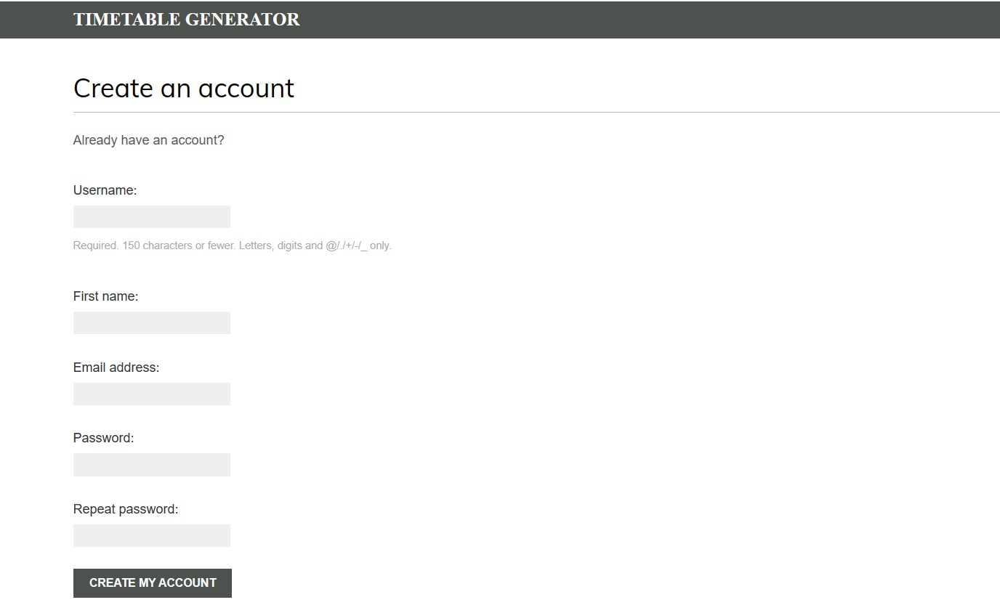 TIMETABLE GENERATOR
Create an account
Already have an account?
Username:
Required. 150 characters or fewer. Letters, digits and @/./+/-/_ only.
First name:
Email address:
Password:
Repeat password:
CREATE MY ACCOUNT